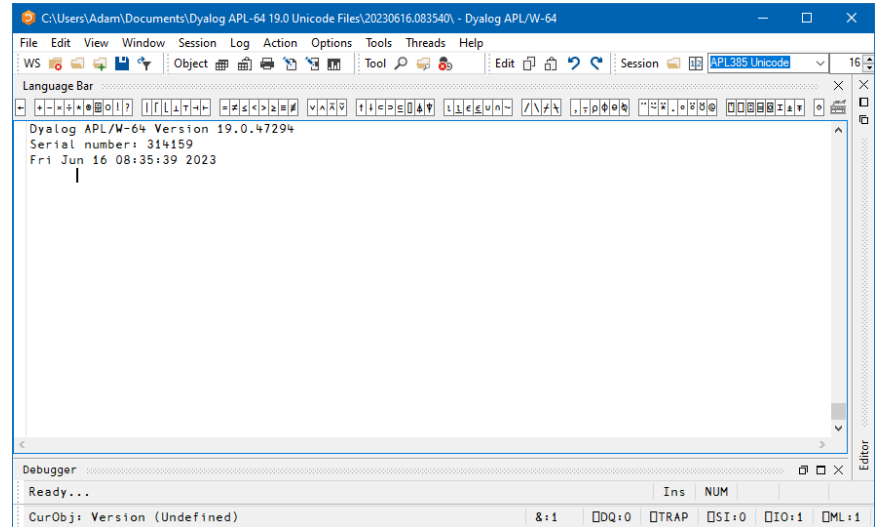 C:\Users\Adam\Documents\Dyalog APL-64 19.0 Unicode Files\20230616.083540\ - Dyalog APL/W-64
File Edit View Window Session Log Action Options Tools Threads Help
WS Object Tool Edit Session APL385 Unicode 16
Language Bar
Dyalog APL/W-64 Version 19.0.47294
Serial number: 314159
Fri Jun 16 08:35:39 2023
Editor
Debugger
Ready... Ins NUM
CurObj: Version (Undefined) &:1 ⎕DQ:0 ⎕TRAP ⎕SI:0 ⎕IO:1 ⎕ML:1